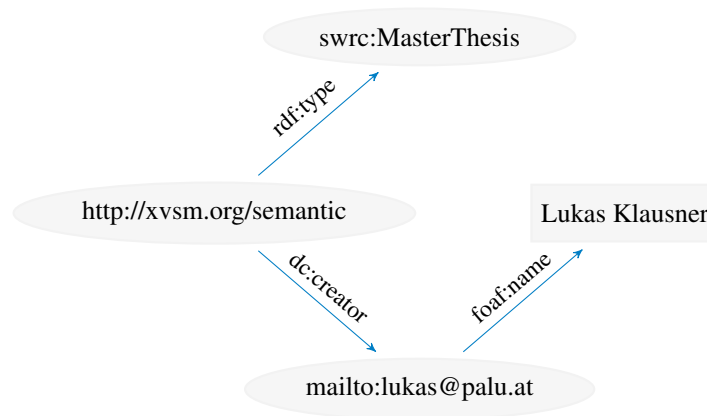 swrc:MasterThesis
rdf:type
http://xvsm.org/semantic
Lukas Klausner
dc:creator
foaf:name
mailto:lukas@palu.at